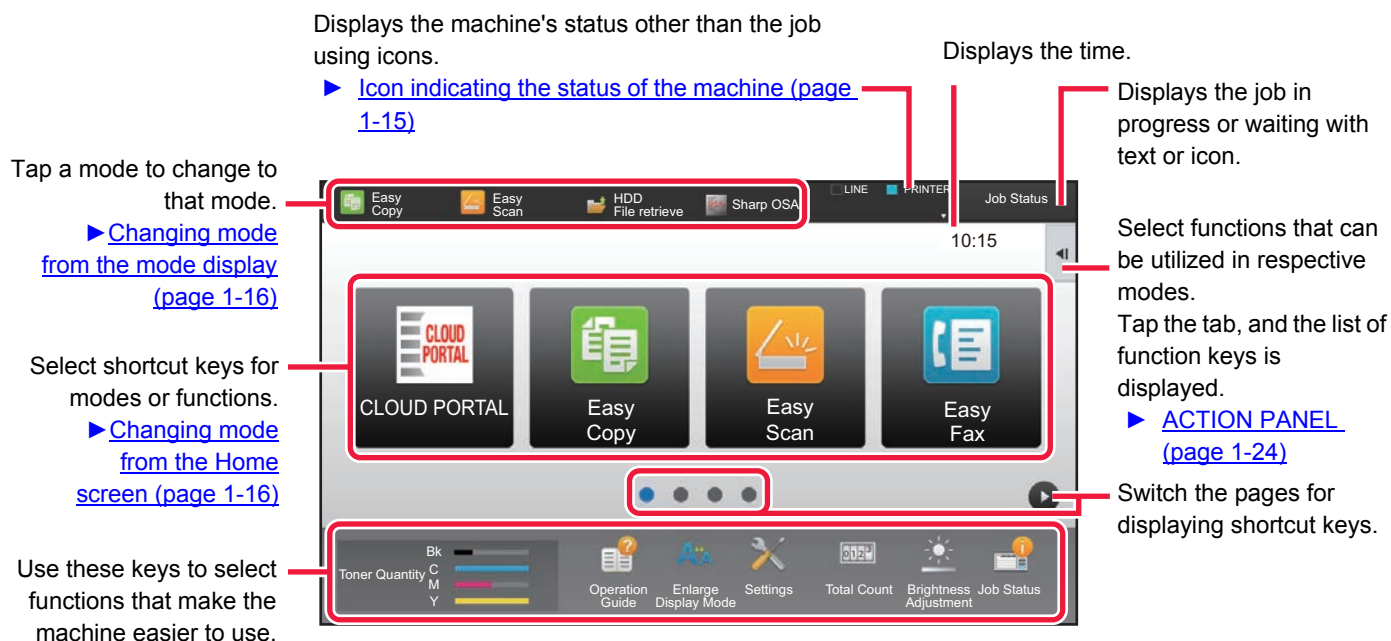 Displays the machine's status other than the job
using icons.
► Icon indicating the status of the machine (page
1-15)
Displays the time.
Displays the job in
progress or waiting with
text or icon.
Tap a mode to change to
that mode.
►Changing mode
from the mode display
(page 1-16)
Select shortcut keys for
modes or functions.
►Changing mode
from the Home
screen (page 1-16)
Use these keys to select
functions that make the
machine easier to use.
Easy
Copy
Easy
Scan
HDD
File retrieve
Sharp OSA
LINE
PRINTER
Job Status
10:15
CLOUD
PORTAL
CLOUD PORTAL
Easy
Copy
Easy
Scan
Easy
Fax
Toner Quantity
Bk
C
M
Y
Operation
Guide
Enlarge
Display Mode
Settings
Total Count
Brightness
Adjustment
Job Status
Select functions that can
be utilized in respective
modes.
Tap the tab, and the list of
function keys is
displayed.
► ACTION PANEL
(page 1-24)
Switch the pages for
displaying shortcut keys.